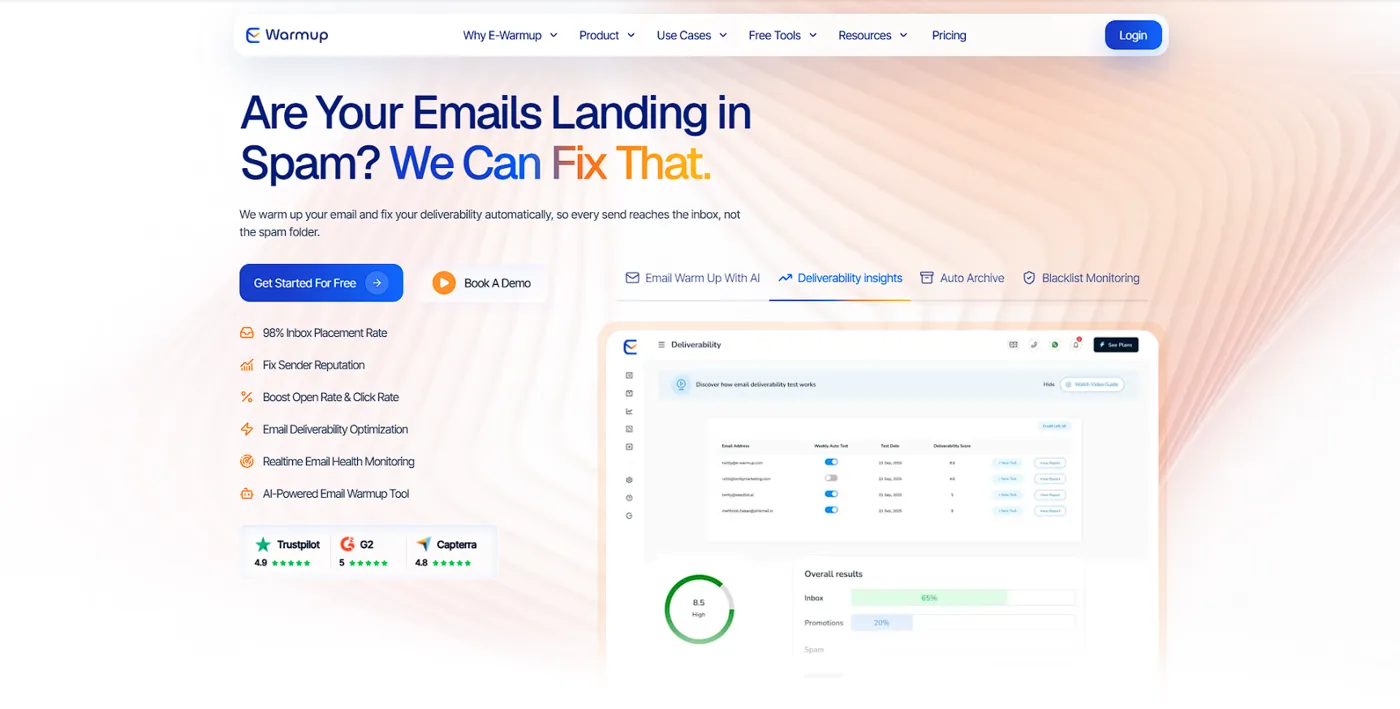 Warmup
Why E-Warmup
Product
Use Cases
Free Tools
Resources
Pricing
Login
Are Your Emails Landing in
Spam? We Can Fix That.
We warm up your email and fix your deliverability automatically, so every send reaches the inbox, not
the spam folder.
Get Started For Free
Book A Demo
98% Inbox Placement Rate
Fix Sender Reputation
Boost Open Rate & Click Rate
Email Deliverability Optimization
Realtime Email Health Monitoring
AI-Powered Email Warmup Tool
Trustpilot
4.9
G2
5
Capterra
4.8
Email Warm Up With AI
Deliverability insights
Auto Archive
Blacklist Monitoring
Deliverability
See Plans
Discover how email deliverability test works
Hide
Watch Video Guide
Email Address
Weekly Auto Test
Test Date
Deliverability Score
8.5
High
Overall results
Inbox
65%
Promotions
20%
Spam